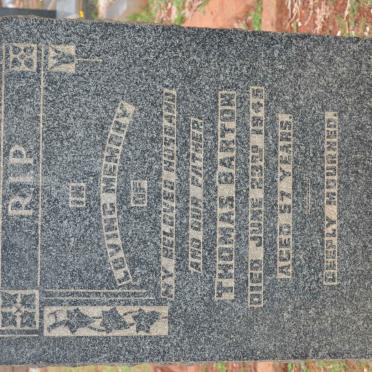 R.I.P
IN
LOVING MEMORY
OF
MY BELOVED HUSBAND
AND OUR FATHER
THOMAS BARTON
DIED JUNE 23RD 1945
AGED 57 YEARS.
DEEPLY MOURNED.